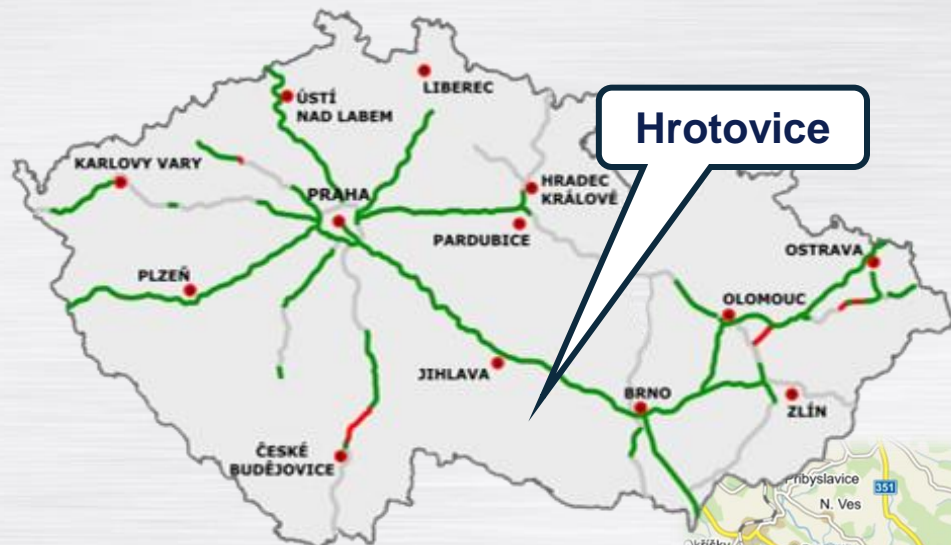 LIBEREC
ÚSTÍ
NAD LABEM
Hrotovice
KARLOVY VARY
PRAHA
HRADEC
KRÁLOVÉ
PARDUBICE
OSTRAVA
PLZEŇ
OLOMOUC
JIHLAVA
BRNO
ZLÍN
ČESKÉ
BUDĚJOVICE
351
N. Ves